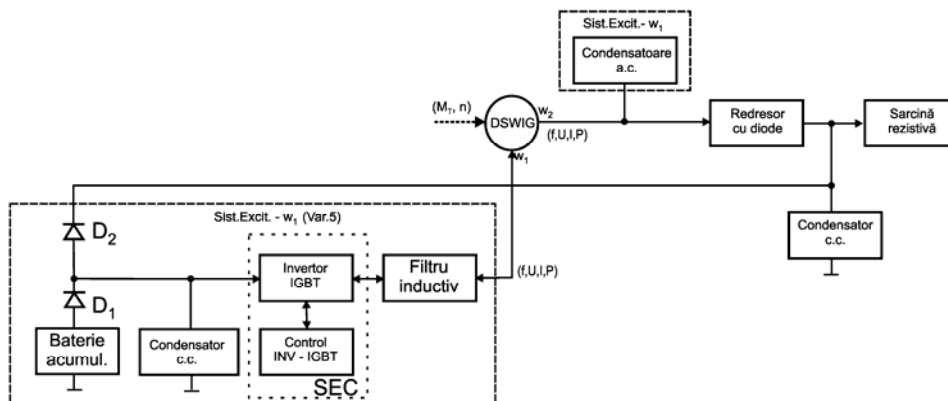 Sist.Excit.- w1
Condensatoare
a.c.
(MT, n)
DSWIG
w2
(f,U,I,P)
w1
Redresor
cu diode
Sarcină
rezistivă
Sist.Excit. - w1 (Var.5)
D2
D1
Invertor
IGBT
Filtru
inductiv
(f,U,I,P)
Condensator
c.c.
Baterie
acumul.
Condensator
c.c.
Control
INV - IGBT
SEC